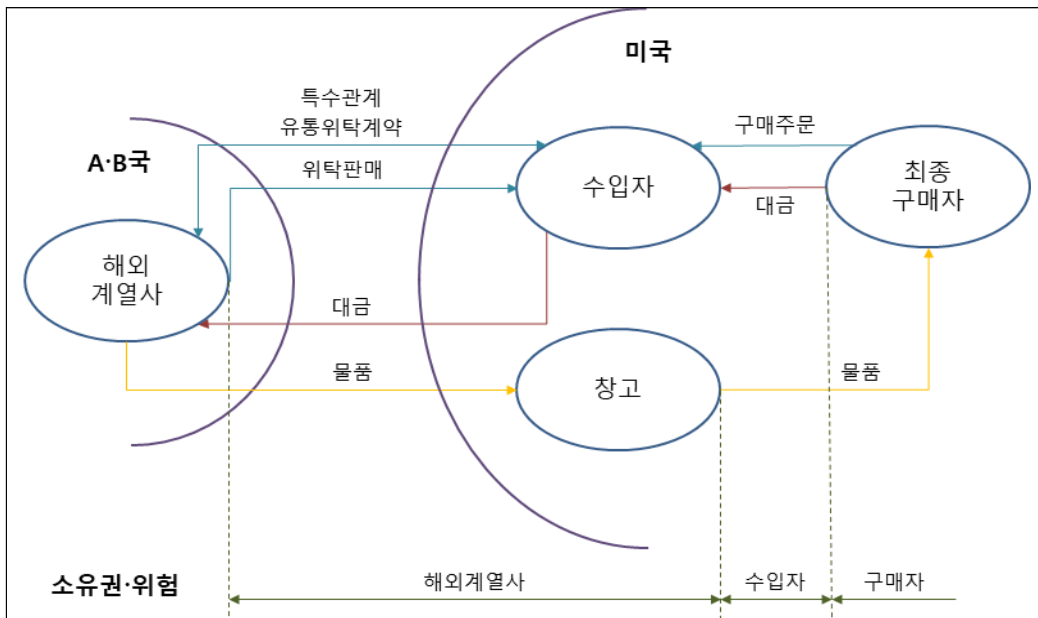 미국
특수관계
유통위탁계약
구매주문
A·B국
위탁판매
수입자
최종
구매자
대금
해외
계열사
대금
물품
창고
물품
소유권·위험
해외계열사
수입자
구매자